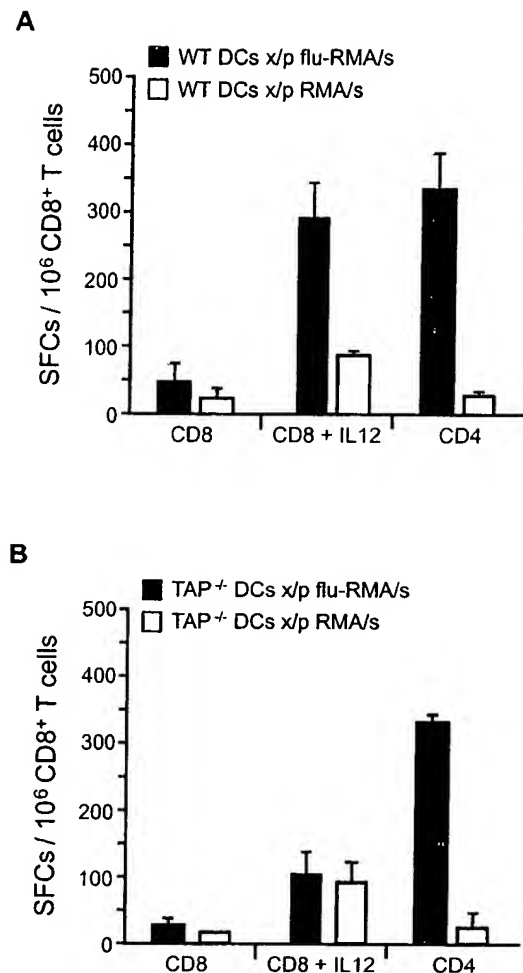 A
WT DCs x/p flu-RMA/s
WT DCs x/p RMA/s
SFCs / 10⁶ CD8⁺ T cells
500
400
300
200
100
0
CD8
CD8 + IL12
CD4
B
TAP⁻/⁻ DCs x/p flu-RMA/s
TAP⁻/⁻ DCs x/p RMA/s
SFCs / 10⁶ CD8⁺ T cells
500
400
300
200
100
0
CD8
CD8 + IL12
CD4